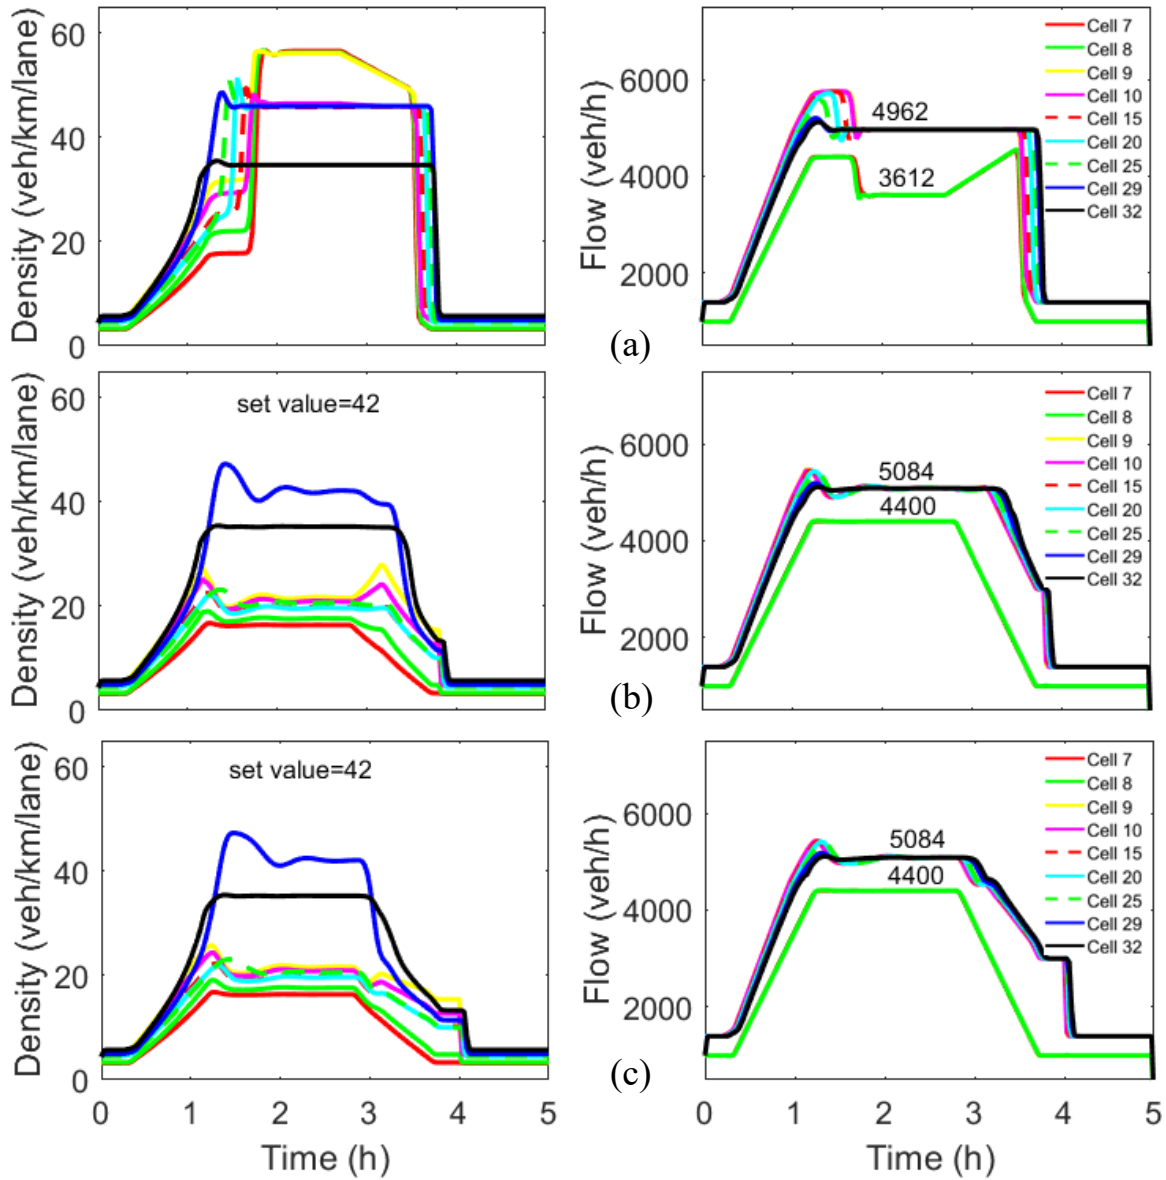 Density (veh/km/lane)
60
40
20
0
Flow (veh/h)
6000
4000
2000
4962
3612
Cell 7
Cell 8
Cell 9
Cell 10
Cell 15
Cell 20
Cell 25
Cell 29
Cell 32
(a)
Density (veh/km/lane)
60
40
20
0
set value=42
Flow (veh/h)
6000
4000
2000
5084
4400
Cell 7
Cell 8
Cell 9
Cell 10
Cell 15
Cell 20
Cell 25
Cell 29
Cell 32
(b)
Density (veh/km/lane)
60
40
20
0
set value=42
0 1 2 3 4 5
Time (h)
Flow (veh/h)
6000
4000
2000
5084
4400
Cell 7
Cell 8
Cell 9
Cell 10
Cell 15
Cell 20
Cell 25
Cell 29
Cell 32
(c)
0 1 2 3 4 5
Time (h)